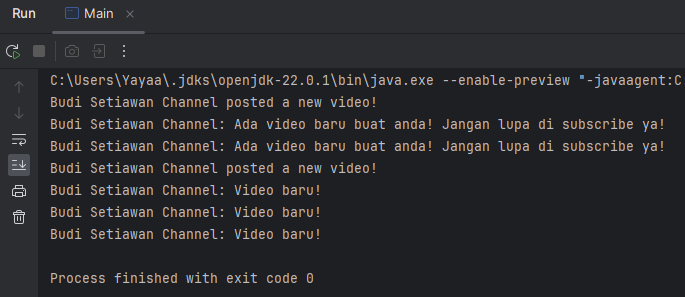 Run Main
C:\Users\Yayaa\.jdks\openjdk-22.0.1\bin\java.exe --enable-preview "-javaagent:C
Budi Setiawan Channel posted a new video!
Budi Setiawan Channel: Ada video baru buat anda! Jangan lupa di subscribe ya!
Budi Setiawan Channel: Ada video baru buat anda! Jangan lupa di subscribe ya!
Budi Setiawan Channel posted a new video!
Budi Setiawan Channel: Video baru!
Budi Setiawan Channel: Video baru!
Budi Setiawan Channel: Video baru!
Process finished with exit code 0